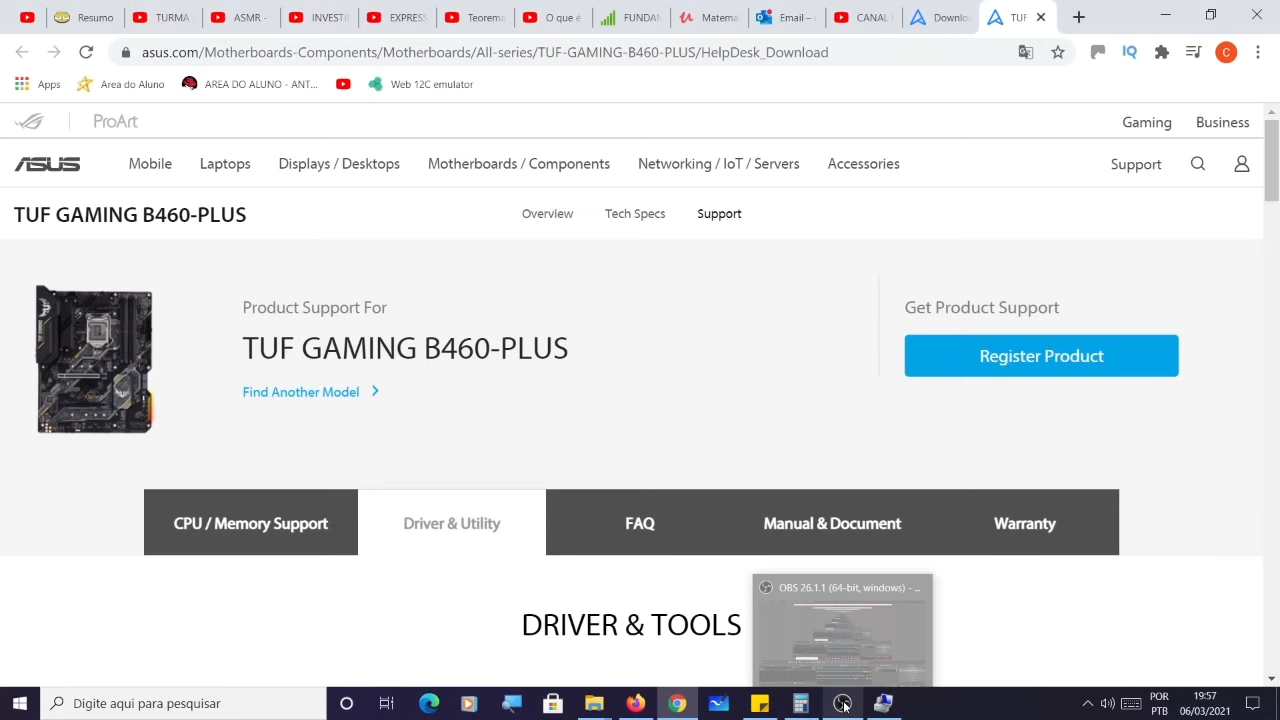 Resumo
TURMA
ASMR -
INVESTI
EXPRES
Teorema
O que é
FUNDAM
Matema
Email –
CANAL
Downlo
TUF
asus.com/Motherboards-Components/Motherboards/All-series/TUF-GAMING-B460-PLUS/HelpDesk_Download
IQ
C
Apps
Area do Aluno
ÁREA DO ALUNO - ANT...
Web 12C emulator
ProArt
Gaming
Business
ASUS
Mobile
Laptops
Displays / Desktops
Motherboards / Components
Networking / IoT / Servers
Accessories
Support
TUF GAMING B460-PLUS
Overview
Tech Specs
Support
Product Support For
TUF GAMING B460-PLUS
Find Another Model
Get Product Support
Register Product
CPU / Memory Support
Driver & Utility
FAQ
Manual & Document
Warranty
OBS 26.1.1 (64-bit, windows) - ...
DRIVER & TOOLS
Digite aqui para pesquisar
POR
PTB
19:57
06/03/2021